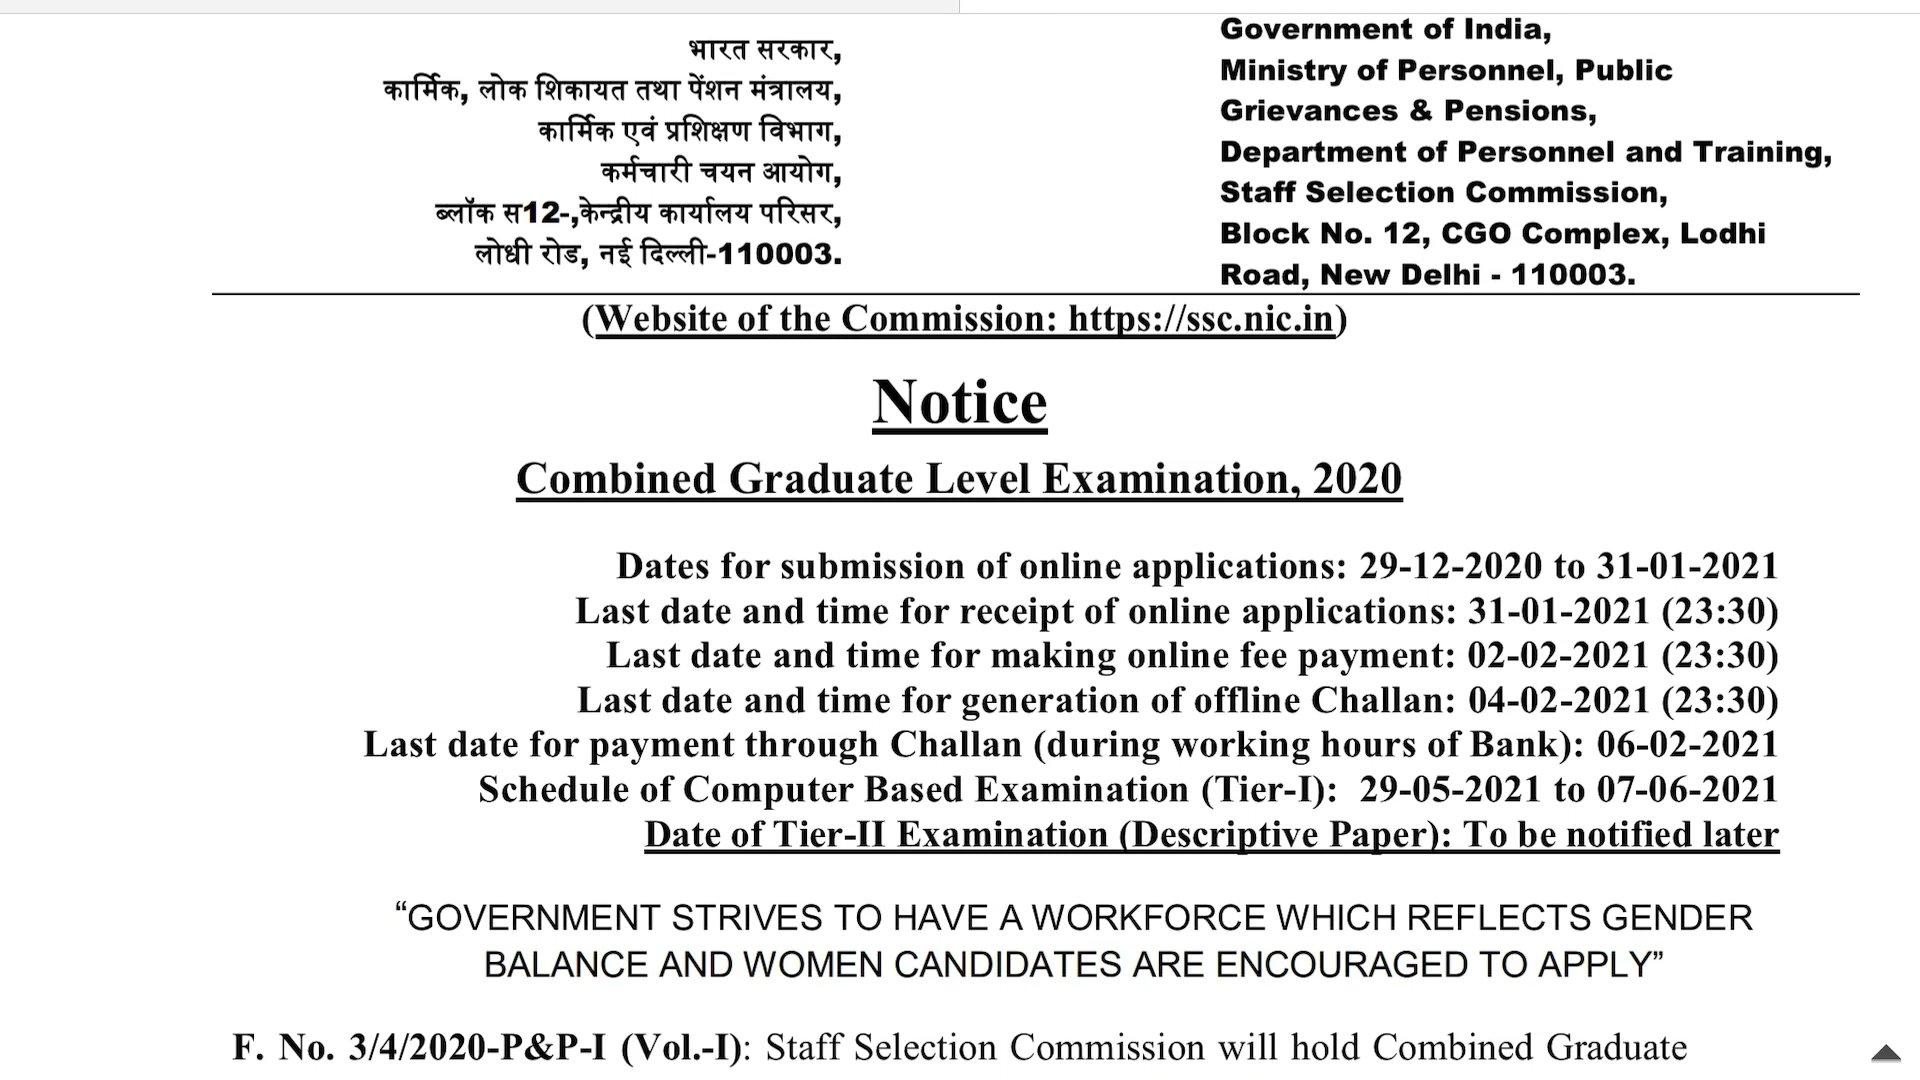 भारत सरकार,
कार्मिक, लोक शिकायत तथा पेंशन मंत्रालय,
कार्मिक एवं प्रशिक्षण विभाग,
कर्मचारी चयन आयोग,
ब्लॉक स12-,केन्द्रीय कार्यालय परिसर,
लोधी रोड, नई दिल्ली-110003.
Government of India,
Ministry of Personnel, Public
Grievances & Pensions,
Department of Personnel and Training,
Staff Selection Commission,
Block No. 12, CGO Complex, Lodhi
Road, New Delhi - 110003.
(Website of the Commission: https://ssc.nic.in)
Notice
Combined Graduate Level Examination, 2020
Dates for submission of online applications: 29-12-2020 to 31-01-2021
Last date and time for receipt of online applications: 31-01-2021 (23:30)
Last date and time for making online fee payment: 02-02-2021 (23:30)
Last date and time for generation of offline Challan: 04-02-2021 (23:30)
Last date for payment through Challan (during working hours of Bank): 06-02-2021
Schedule of Computer Based Examination (Tier-I): 29-05-2021 to 07-06-2021
Date of Tier-II Examination (Descriptive Paper): To be notified later
“GOVERNMENT STRIVES TO HAVE A WORKFORCE WHICH REFLECTS GENDER
BALANCE AND WOMEN CANDIDATES ARE ENCOURAGED TO APPLY”
F. No. 3/4/2020-P&P-I (Vol.-I): Staff Selection Commission will hold Combined Graduate